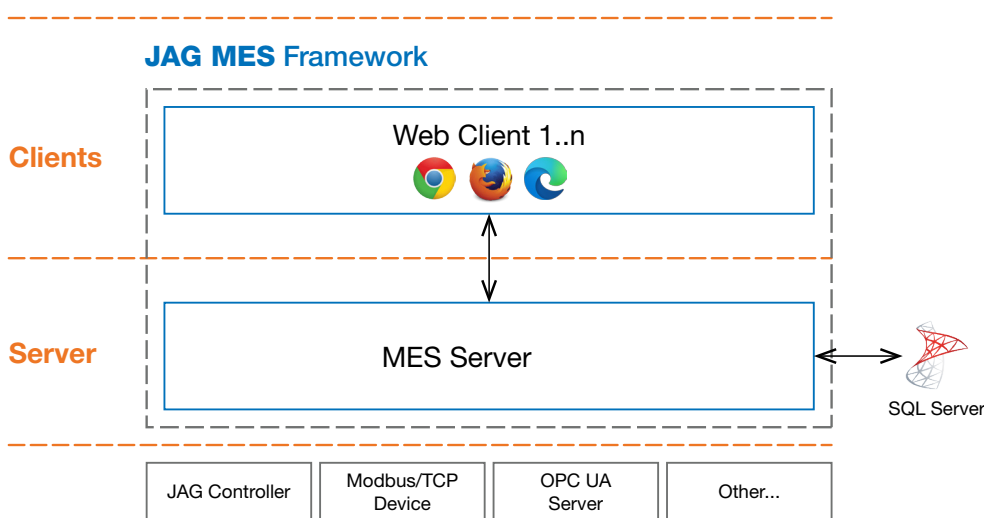 JAG MES Framework
Clients
Web Client 1..n
Server
MES Server
SQL Server
JAG Controller
Modbus/TCP
Device
OPC UA
Server
Other...